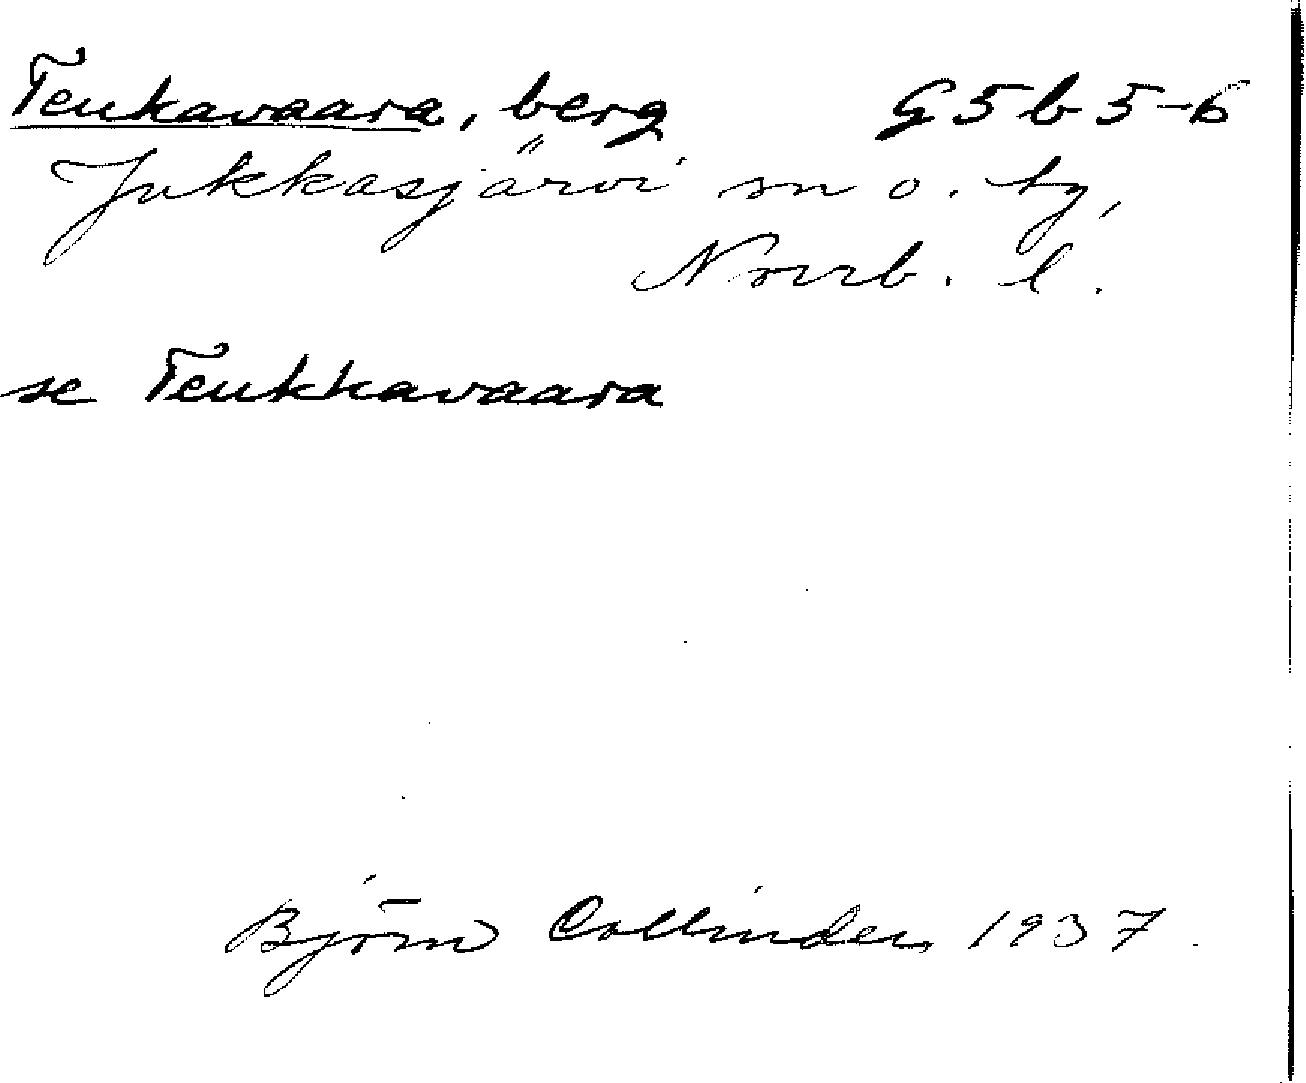 Teukavaara, berg G5b5-6
Jukkasjärvi sn o. tg,
Norrb. l.
se Teukkavaara
Björn Collinder 1937.